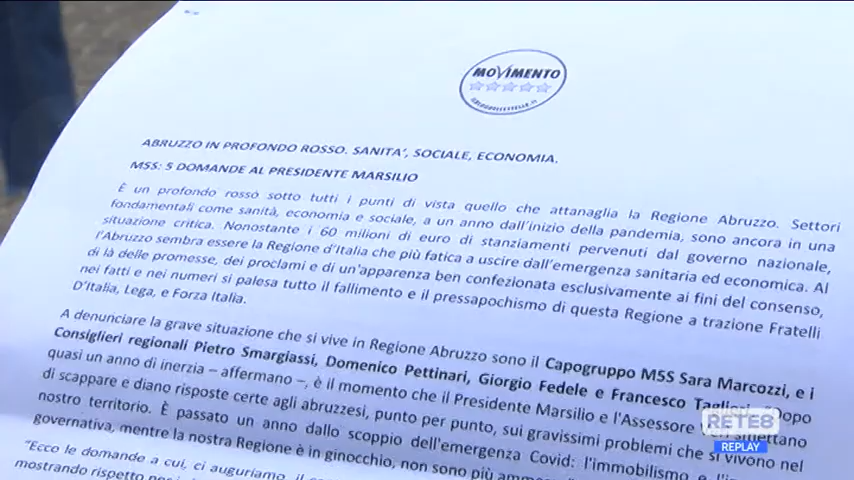 MOVIMENTO
ABRUZZO IN PROFONDO ROSSO. SANITA', SOCIALE, ECONOMIA.
M5S: 5 DOMANDE AL PRESIDENTE MARSILIO
È un profondo rosso sotto tutti i punti di vista quello che attanaglia la Regione Abruzzo. Settori
fondamentali come sanità, economia e sociale, a un anno dall'inizio della pandemia, sono ancora in una
situazione critica. Nonostante i 60 milioni di euro di stanziamenti pervenuti dal governo nazionale,
l'Abruzzo sembra essere la Regione d'Italia che più fatica a uscire dall'emergenza sanitaria ed economica. Al
di là delle promesse, dei proclami e di un'apparenza ben confezionata esclusivamente ai fini del consenso,
nei fatti e nei numeri si palesa tutto il fallimento e il pressapochismo di questa Regione a trazione Fratelli
D'Italia, Lega, e Forza Italia.
A denunciare la grave situazione che si vive in Regione Abruzzo sono il Capogruppo M5S Sara Marcozzi, e i
Consiglieri regionali Pietro Smargiassi, Domenico Pettinari, Giorgio Fedele e Francesco
quasi un anno di inerzia – affermano –, è il momento che il Presidente Marsilio e l'Assessore
di scappare e diano risposte certe agli abruzzesi, punto per punto, sui gravissimi problemi che si vivono nel
nostro territorio. È passato un anno dallo scoppio dell'emergenza Covid: l'immobilismo e
governativa, mentre la nostra Regione è in ginocchio, non sono più
"Ecco le domande a cui, ci auguriamo, il
mostrando rispetto
RETE8
REPLAY